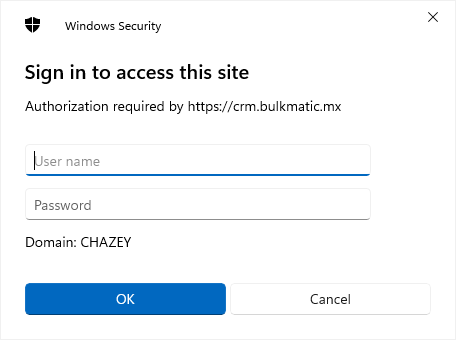 Windows Security
Sign in to access this site
Authorization required by https://crm.bulkmatic.mx
User name
Password
Domain: CHAZEY
OK
Cancel